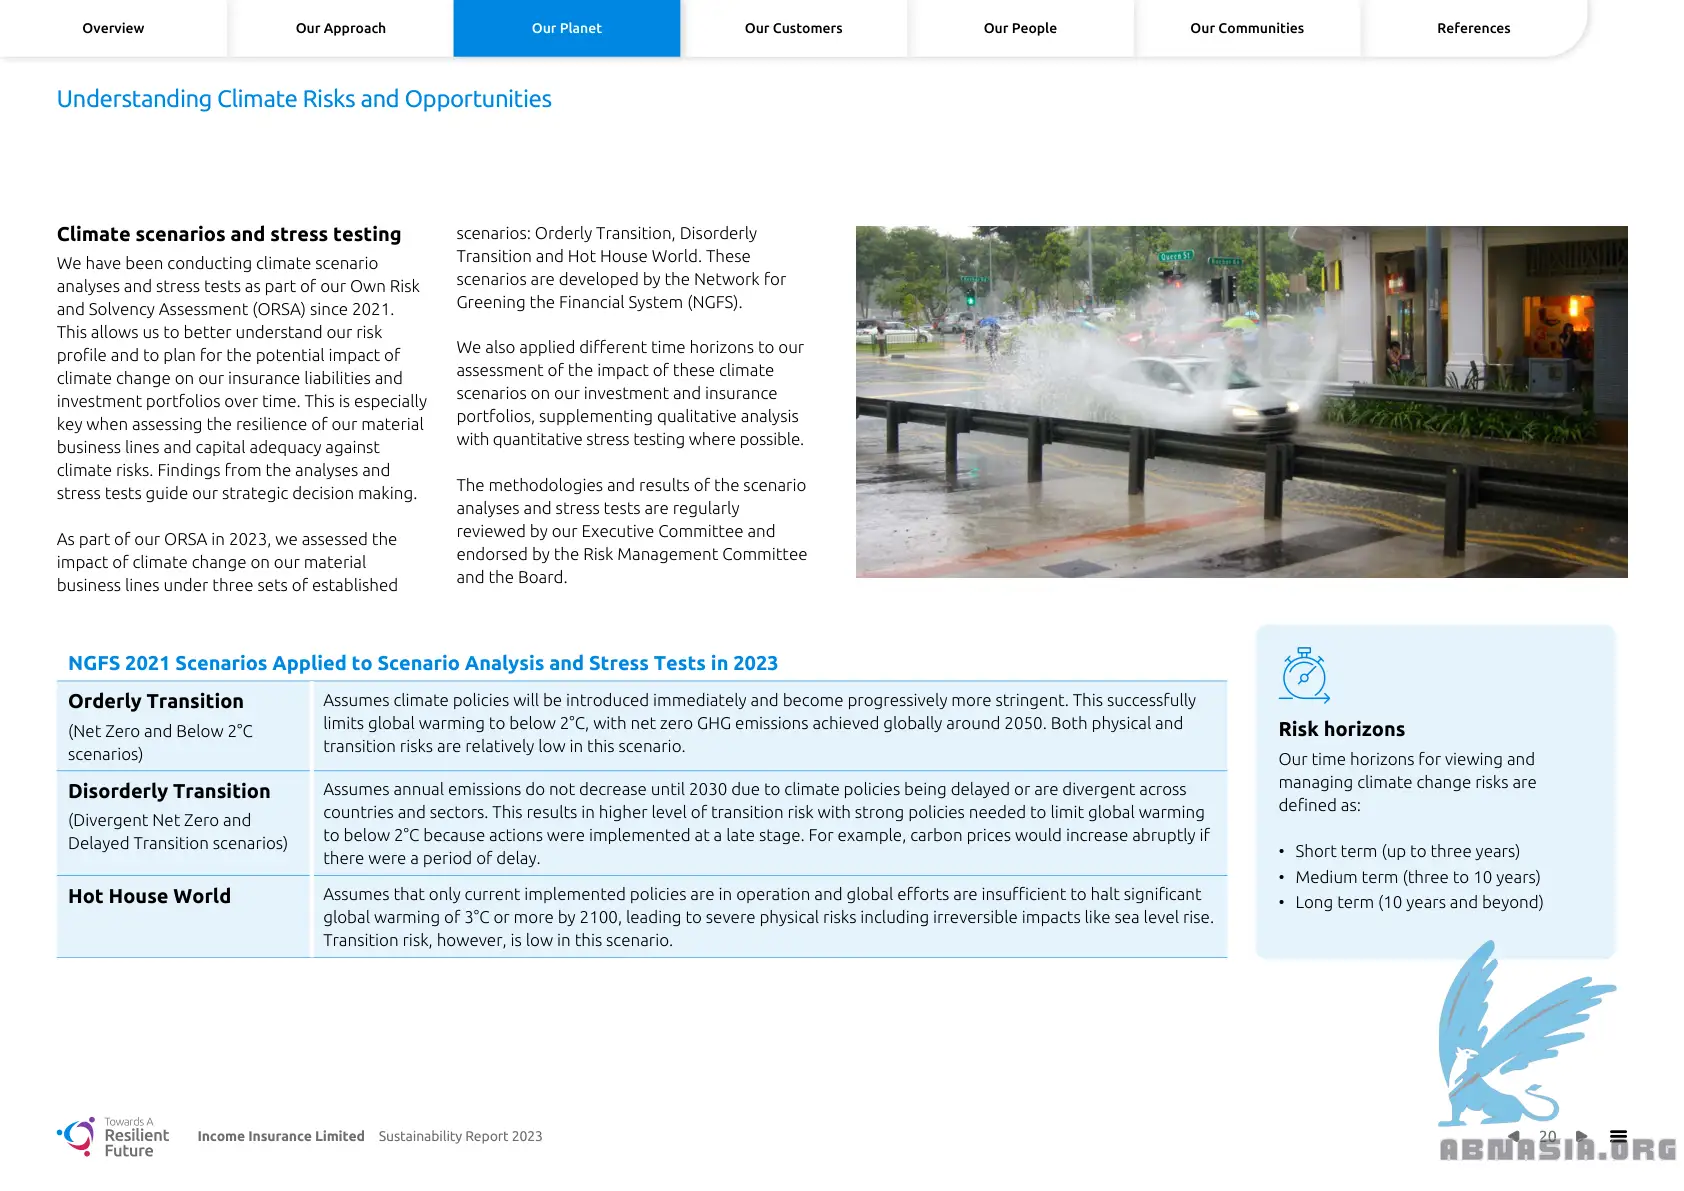 Overview
Our Approach
Our Planet
Our Customers
Our People
Our Communities
References
Understanding Climate Risks and Opportunities
Climate scenarios and stress testing
We have been conducting climate scenario
analyses and stress tests as part of our Own Risk
and Solvency Assessment (ORSA) since 2021.
This allows us to better understand our risk
profile and to plan for the potential impact of
climate change on our insurance liabilities and
investment portfolios over time. This is especially
key when assessing the resilience of our material
business lines and capital adequacy against
climate risks. Findings from the analyses and
stress tests guide our strategic decision making.
As part of our ORSA in 2023, we assessed the
impact of climate change on our material
business lines under three sets of established
scenarios: Orderly Transition, Disorderly
Transition and Hot House World. These
scenarios are developed by the Network for
Greening the Financial System (NGFS).
We also applied different time horizons to our
assessment of the impact of these climate
scenarios on our investment and insurance
portfolios, supplementing qualitative analysis
with quantitative stress testing where possible.
The methodologies and results of the scenario
analyses and stress tests are regularly
reviewed by our Executive Committee and
endorsed by the Risk Management Committee
and the Board.
Queen St
NGFS 2021 Scenarios Applied to Scenario Analysis and Stress Tests in 2023
Orderly Transition
(Net Zero and Below 2°C
scenarios)
Assumes climate policies will be introduced immediately and become progressively more stringent. This successfully
limits global warming to below 2°C, with net zero GHG emissions achieved globally around 2050. Both physical and
transition risks are relatively low in this scenario.
Disorderly Transition
(Divergent Net Zero and
Delayed Transition scenarios)
Assumes annual emissions do not decrease until 2030 due to climate policies being delayed or are divergent across
countries and sectors. This results in higher level of transition risk with strong policies needed to limit global warming
to below 2°C because actions were implemented at a late stage. For example, carbon prices would increase abruptly if
there were a period of delay.
Hot House World
Assumes that only current implemented policies are in operation and global efforts are insufficient to halt significant
global warming of 3°C or more by 2100, leading to severe physical risks including irreversible impacts like sea level rise.
Transition risk, however, is low in this scenario.
Risk horizons
Our time horizons for viewing and
managing climate change risks are
defined as:
• Short term (up to three years)
• Medium term (three to 10 years)
• Long term (10 years and beyond)
Towards A
Resilient
Future
Income Insurance Limited Sustainability Report 2023
20
ABNASIA.ORG